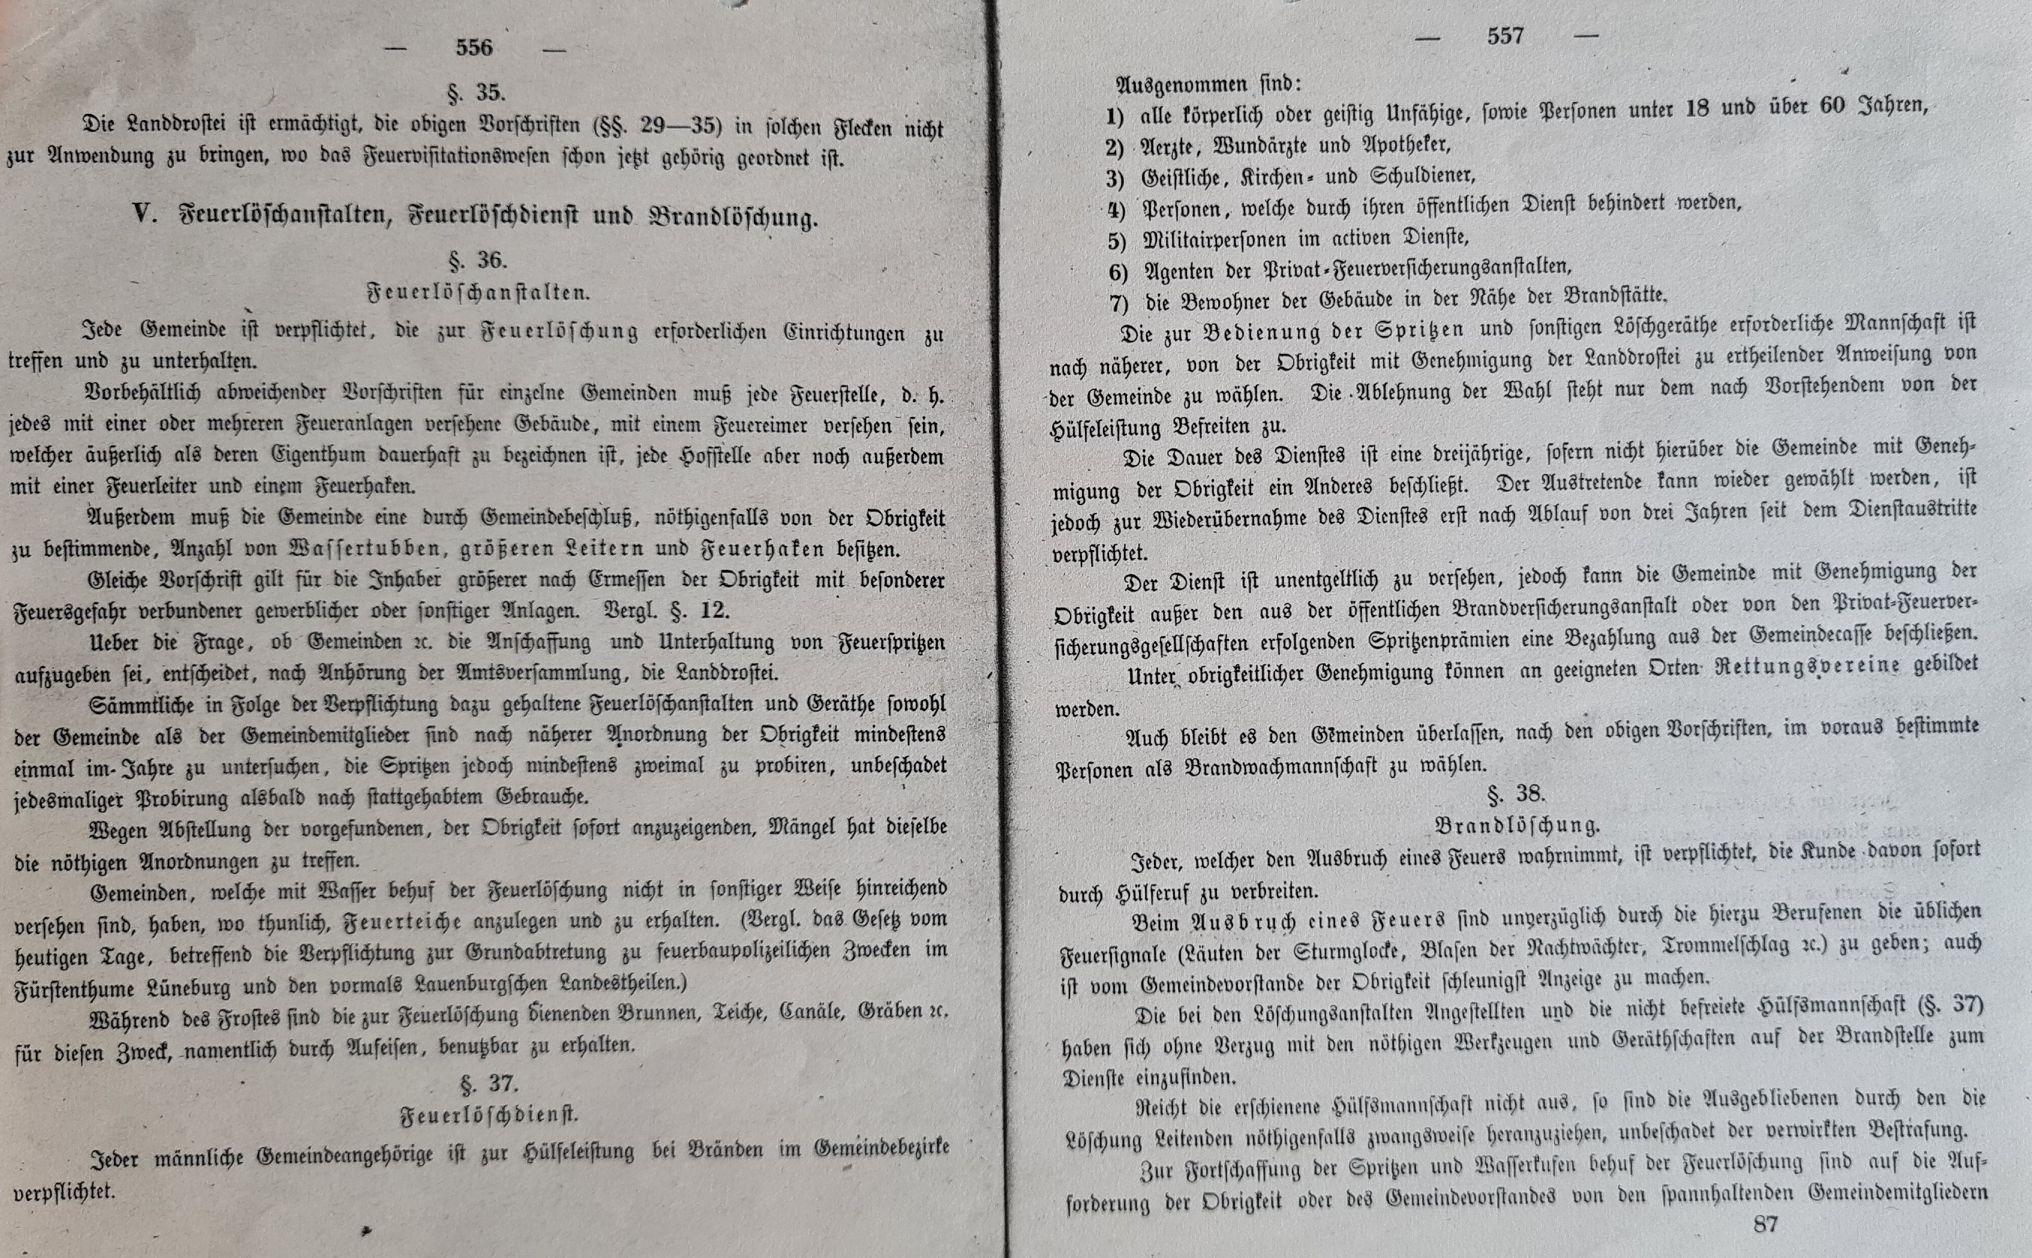 — 556 —
§. 35.
Die Landdrostei ist ermächtigt, die obigen Vorschriften (§§. 29—35) in solchen Flecken nicht
zur Anwendung zu bringen, wo das Feuervisitationswesen schon jetzt gehörig geordnet ist.
V. Feuerlöschanstalten, Feuerlöschdienst und Brandlöschung.
§. 36.
Feuerlöschanstalten.
Jede Gemeinde ist verpflichtet, die zur Feuerlöschung erforderlichen Einrichtungen zu
treffen und zu unterhalten.
Vorbehältlich abweichender Vorschriften für einzelne Gemeinden muß jede Feuerstelle, d. h.
jedes mit einer oder mehreren Feueranlagen versehene Gebäude, mit einem Feuereimer versehen sein,
welcher äußerlich als deren Eigenthum dauerhaft zu bezeichnen ist, jede Hofstelle aber noch außerdem
mit einer Feuerleiter und einem Feuerhaken.
Außerdem muß die Gemeinde eine durch Gemeindebeschluß, nöthigenfalls von der Obrigkeit
zu bestimmende, Anzahl von Wassertubben, größeren Leitern und Feuerhaken besitzen.
Gleiche Vorschrift gilt für die Inhaber größerer nach Ermessen der Obrigkeit mit besonderer
Feuersgefahr verbundener gewerblicher oder sonstiger Anlagen. Vergl. §. 12.
Ueber die Frage, ob Gemeinden ꝛc. die Anschaffung und Unterhaltung von Feuerspritzen
aufzugeben sei, entscheidet, nach Anhörung der Amtsversammlung, die Landdrostei.
Sämmtliche in Folge der Verpflichtung dazu gehaltene Feuerlöschanstalten und Geräthe sowohl
der Gemeinde als der Gemeindemitglieder sind nach näherer Anordnung der Obrigkeit mindestens
einmal im Jahre zu untersuchen, die Spritzen jedoch mindestens zweimal zu probiren, unbeschadet
jedesmaliger Probirung alsbald nach stattgehabtem Gebrauche.
Wegen Abstellung der vorgefundenen, der Obrigkeit sofort anzuzeigenden, Mängel hat dieselbe
die nöthigen Anordnungen zu treffen.
Gemeinden, welche mit Wasser behuf der Feuerlöschung nicht in sonstiger Weise hinreichend
versehen sind, haben, wo thunlich, Feuerteiche anzulegen und zu erhalten. (Vergl. das Gesetz vom
heutigen Tage, betreffend die Verpflichtung zur Grundabtretung zu feuerbaupolizeilichen Zwecken im
Fürstenthume Lüneburg und den vormals Lauenburgschen Landestheilen.)
Während des Frostes sind die zur Feuerlöschung dienenden Brunnen, Teiche, Canäle, Gräben ꝛc.
für diesen Zweck, namentlich durch Aufeisen, benutzbar zu erhalten.
§. 37.
Feuerlöschdienst.
Jeder männliche Gemeindeangehörige ist zur Hülfeleistung bei Bränden im Gemeindebezirke
verpflichtet.
— 557 —
Ausgenommen sind:
1) alle körperlich oder geistig Unfähige, sowie Personen unter 18 und über 60 Jahren,
2) Aerzte, Wundärzte und Apotheker,
3) Geistliche, Kirchen- und Schuldiener,
4) Personen, welche durch ihren öffentlichen Dienst behindert werden,
5) Militairpersonen im activen Dienste,
6) Agenten der Privat-Feuerversicherungsanstalten,
7) die Bewohner der Gebäude in der Nähe der Brandstätte.
Die zur Bedienung der Spritzen und sonstigen Löschgeräthe erforderliche Mannschaft ist
nach näherer, von der Obrigkeit mit Genehmigung der Landdrostei zu ertheilender Anweisung von
der Gemeinde zu wählen. Die Ablehnung der Wahl steht nur dem nach Vorstehendem von der
Hülfeleistung Befreiten zu.
Die Dauer des Dienstes ist eine dreijährige, sofern nicht hierüber die Gemeinde mit Geneh-
migung der Obrigkeit ein Anderes beschließt. Der Austretende kann wieder gewählt werden, ist
jedoch zur Wiederübernahme des Dienstes erst nach Ablauf von drei Jahren seit dem Dienstaustritte
verpflichtet.
Der Dienst ist unentgeltlich zu versehen, jedoch kann die Gemeinde mit Genehmigung der
Obrigkeit außer den aus der öffentlichen Brandversicherungsanstalt oder von den Privat-Feuerver-
sicherungsgesellschaften erfolgenden Spritzenprämien eine Bezahlung aus der Gemeindecasse beschließen.
Unter obrigkeitlicher Genehmigung können an geeigneten Orten Rettungsvereine gebildet
werden.
Auch bleibt es den Gemeinden überlassen, nach den obigen Vorschriften, im voraus bestimmte
Personen als Brandwachmannschaft zu wählen.
§. 38.
Brandlöschung.
Jeder, welcher den Ausbruch eines Feuers wahrnimmt, ist verpflichtet, die Kunde davon sofort
durch Hülferuf zu verbreiten.
Beim Ausbruch eines Feuers sind unverzüglich durch die hierzu Berufenen die üblichen
Feuersignale (Läuten der Sturmglocke, Blasen der Nachtwächter, Trommelschlag ꝛc.) zu geben; auch
ist vom Gemeindevorstande der Obrigkeit schleunigst Anzeige zu machen.
Die bei den Löschungsanstalten Angestellten und die nicht befreiete Hülfsmannschaft (§. 37)
haben sich ohne Verzug mit den nöthigen Werkzeugen und Geräthschaften auf der Brandstelle zum
Dienste einzufinden.
Reicht die erschienene Hülfsmannschaft nicht aus, so sind die Ausgebliebenen durch den die
Löschung Leitenden nöthigenfalls zwangsweise heranzuziehen, unbeschadet der verwirkten Bestrafung.
Zur Fortschaffung der Spritzen und Wasserkufen behuf der Feuerlöschung sind auf die Auf-
forderung der Obrigkeit oder des Gemeindevorstandes von den spannhaltenden Gemeindemitgliedern
87